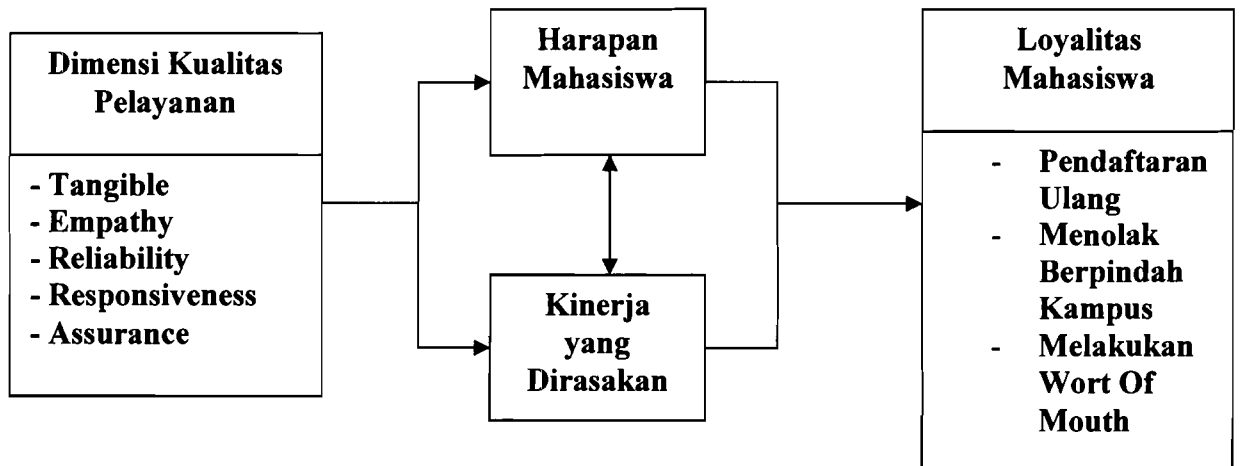 Dimensi Kualitas
Pelayanan
- Tangible
- Empathy
- Reliability
- Responsiveness
- Assurance
Harapan
Mahasiswa
Kinerja
yang
Dirasakan
Loyalitas
Mahasiswa
- Pendaftaran
Ulang
- Menolak
Berpindah
Kampus
- Melakukan
Wort Of
Mouth